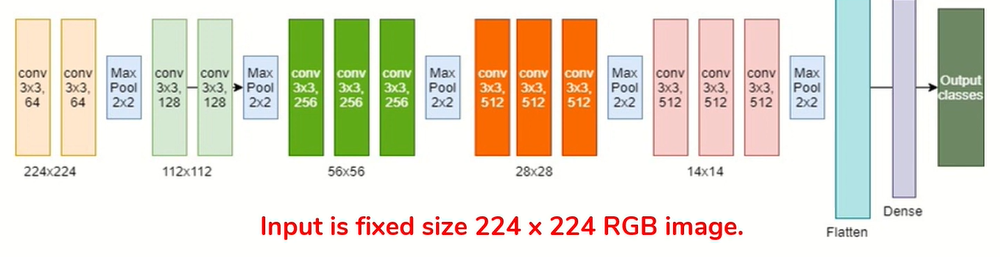 conv
3x3,
64
conv
3x3,
64
Max
Pool
2x2
conv
3x3,
128
conv
3x3,
128
Max
Pool
2x2
conv
3x3,
256
conv
3x3,
256
conv
3x3,
256
Max
Pool
2x2
conv
3x3,
512
conv
3x3,
512
conv
3x3,
512
Max
Pool
2x2
conv
3x3,
512
conv
3x3,
512
conv
3x3,
512
Max
Pool
2x2
Output
classes
224x224
112x112
56x56
28x28
14x14
Dense
Flatten
Input is fixed size 224 x 224 RGB image.